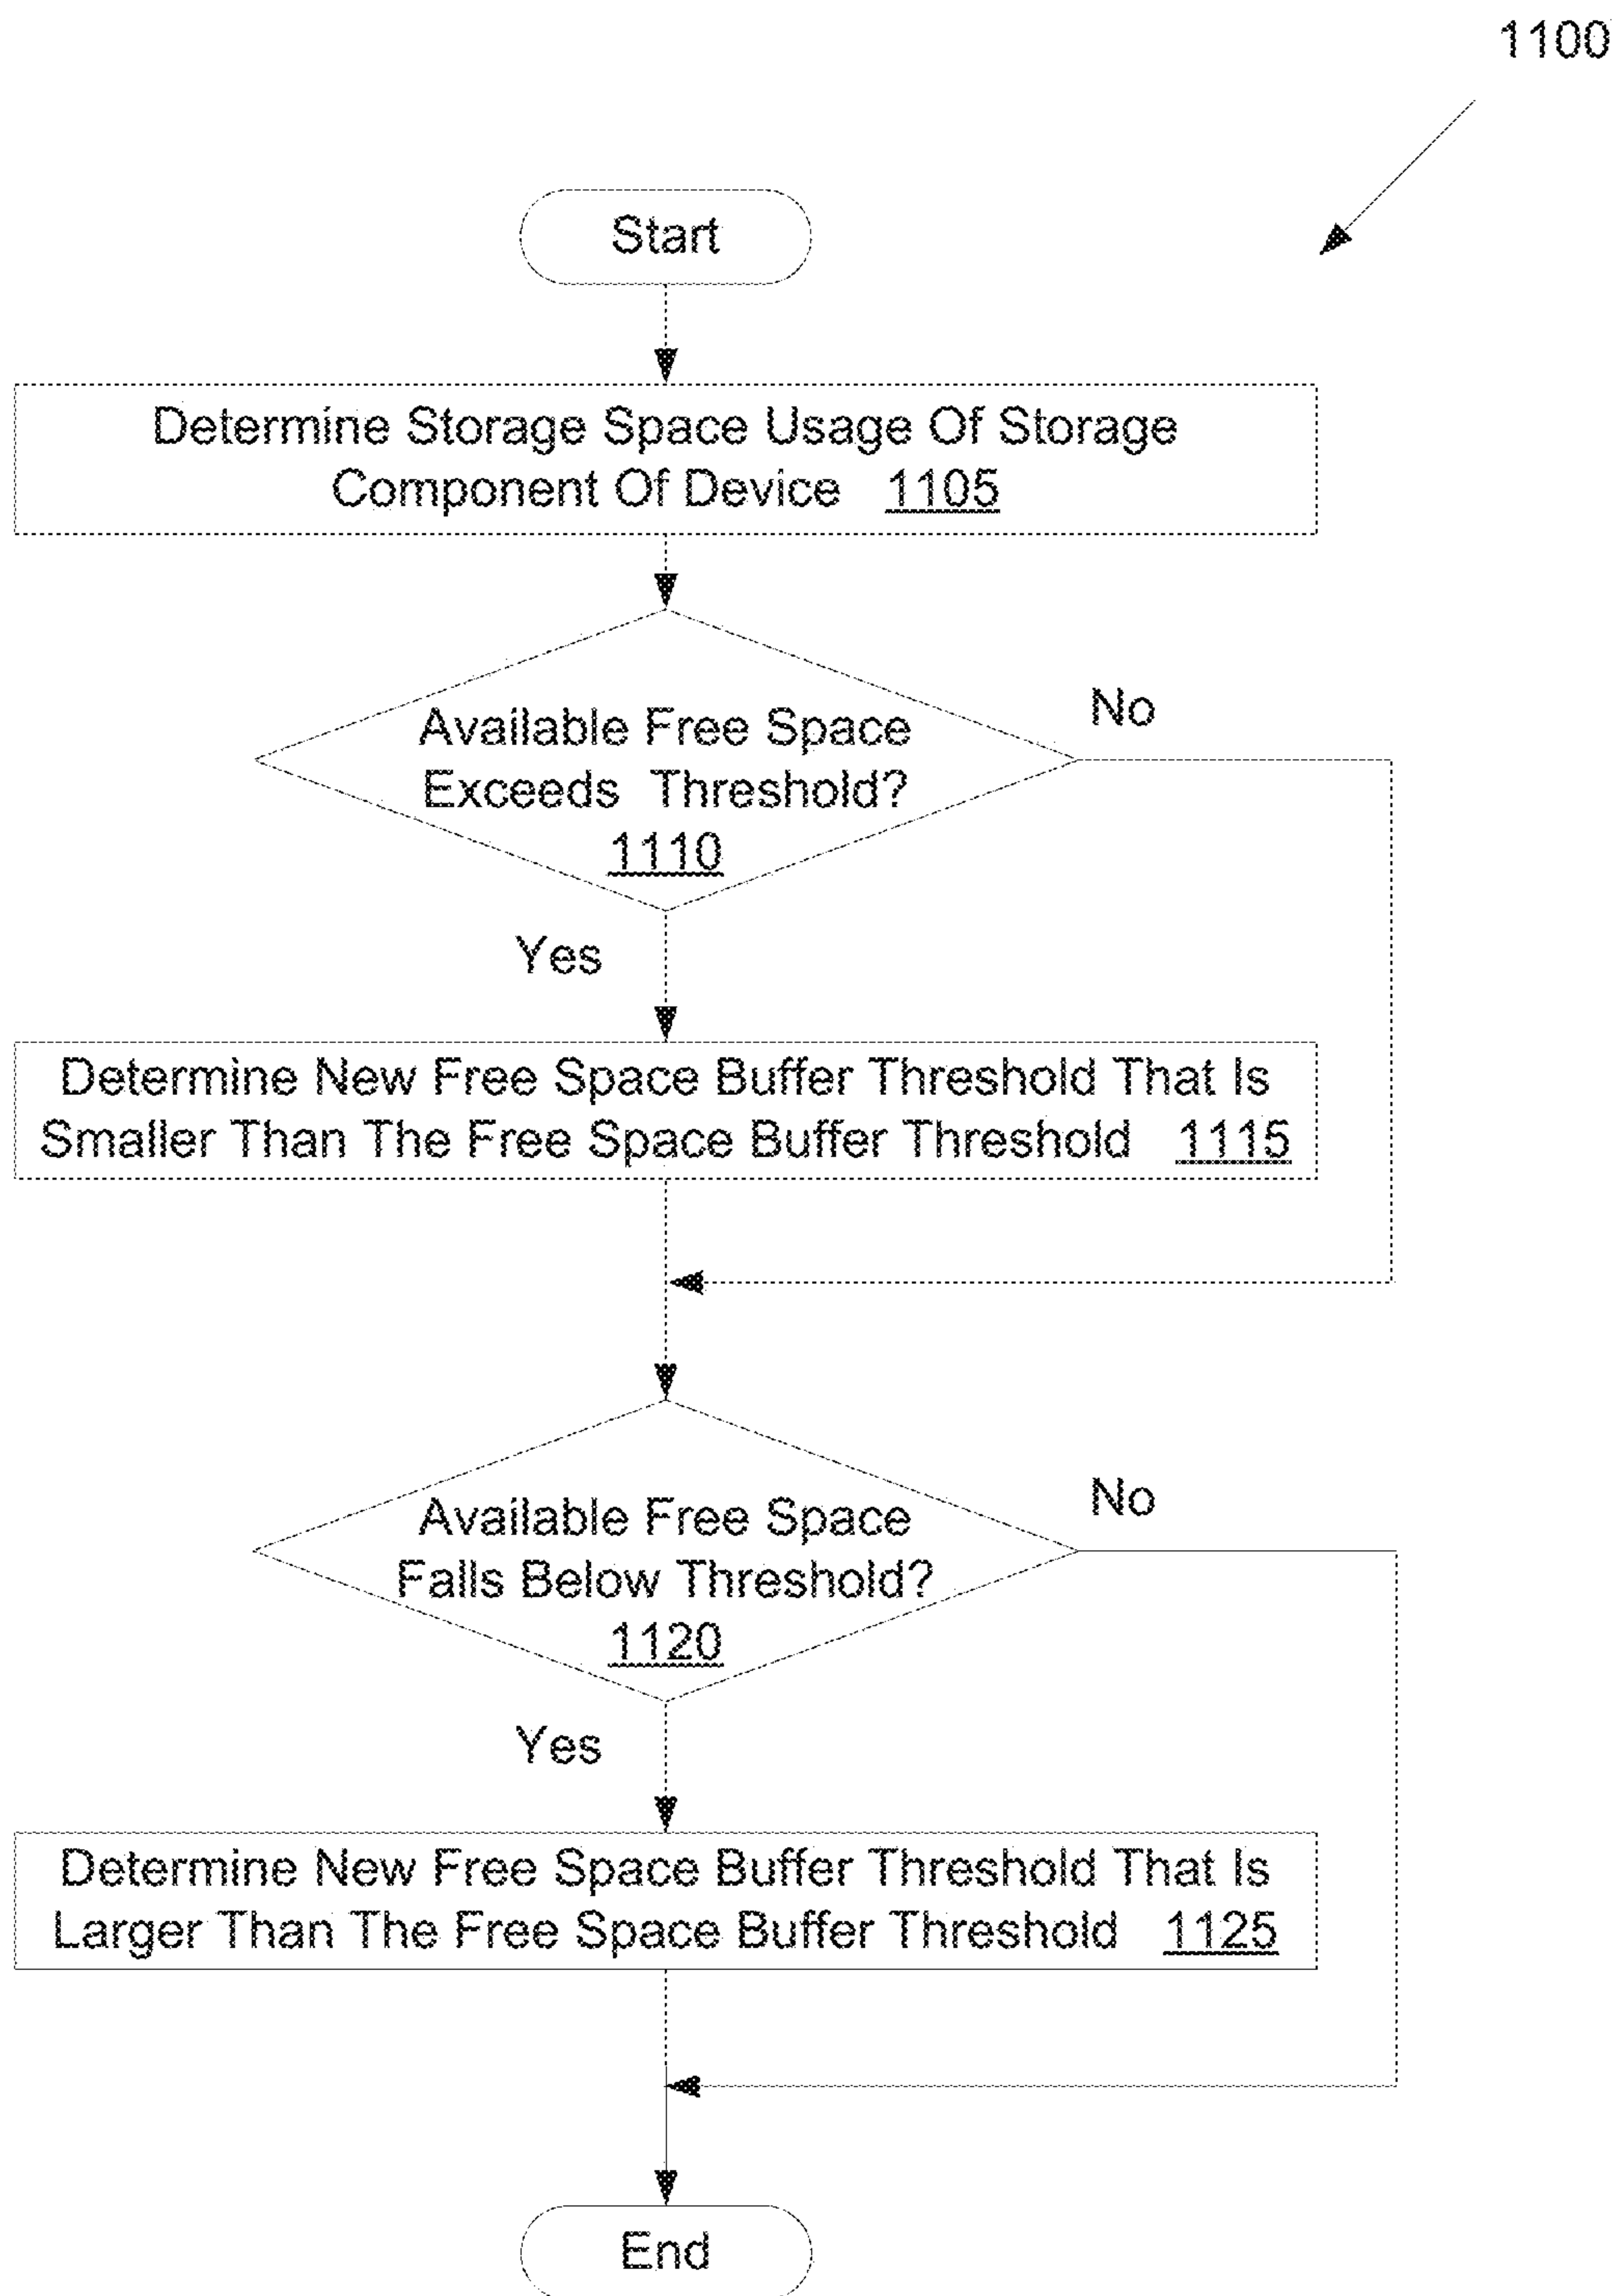 1100
Start
Determine Storage Space Usage Of Storage
Component Of Device 1105
Available Free Space
Exceeds Threshold?
1110
No
Yes
Determine New Free Space Buffer Threshold That Is
Smaller Than The Free Space Buffer Threshold 1115
Available Free Space
Falls Below Threshold?
1120
No
Yes
Determine New Free Space Buffer Threshold That Is
Larger Than The Free Space Buffer Threshold 1125
End